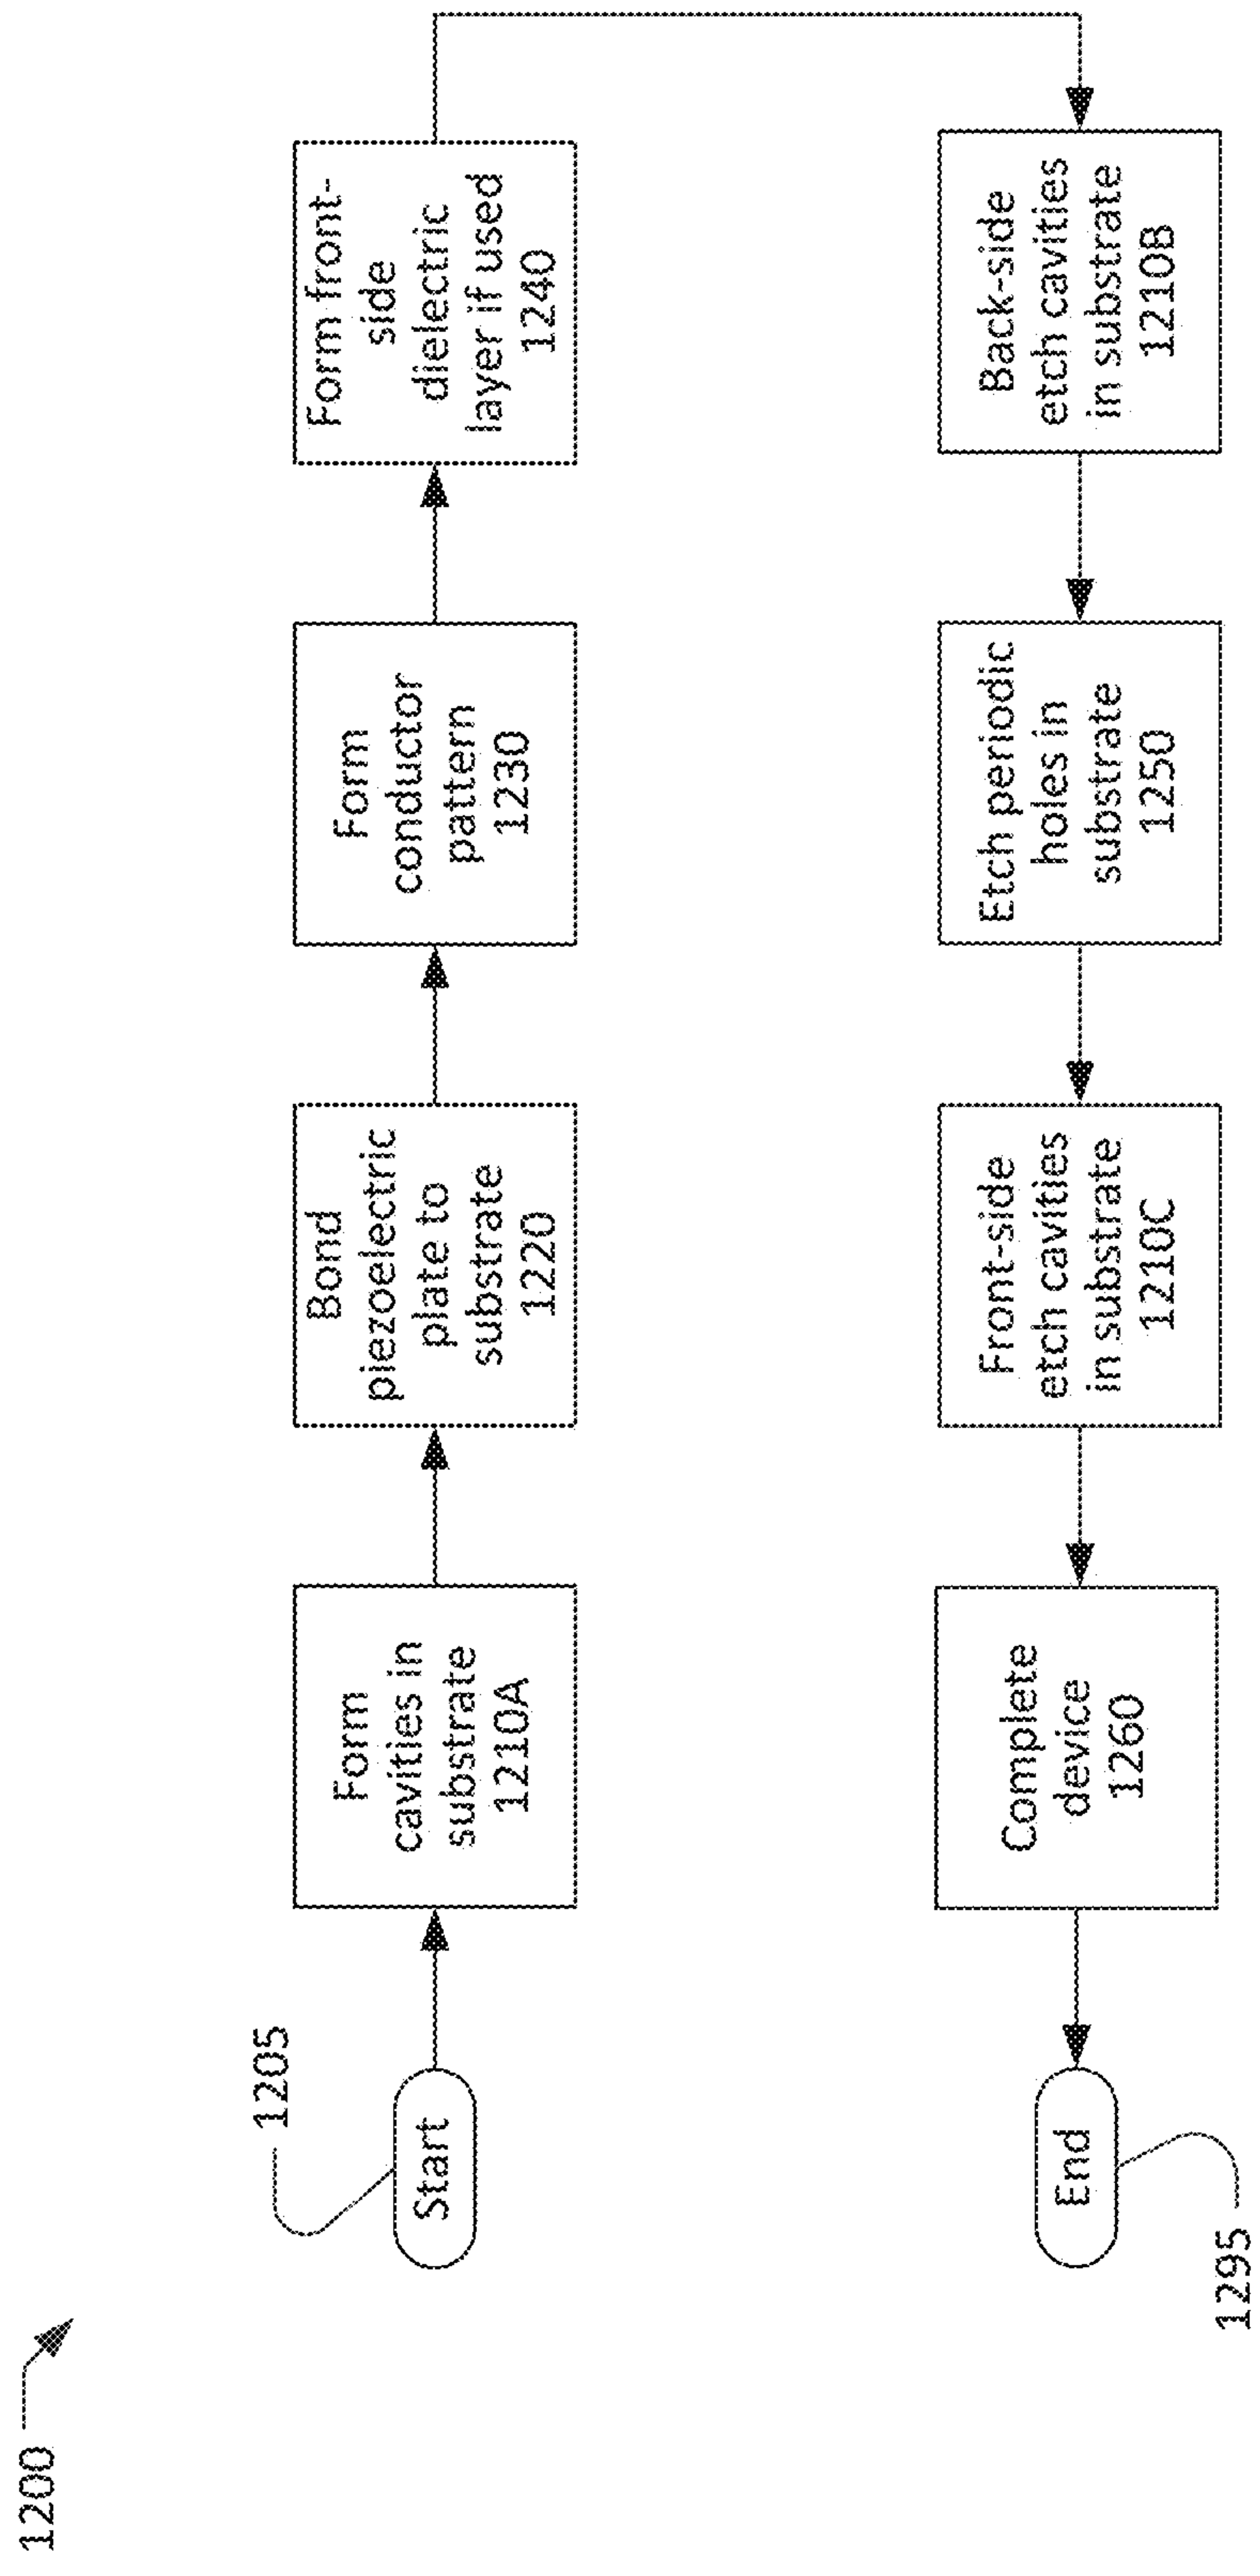 1200
1205
Start
Form
cavities in
substrate
1210A
Bond
piezoelectric
plate to
substrate
1220
Form
conductor
pattern
1230
Form front-
side
dielectric
layer if used
1240
Back-side
etch cavities
in substrate
1210B
Etch periodic
holes in
substrate
1250
Front-side
etch cavities
in substrate
1210C
Complete
device
1260
End
1295